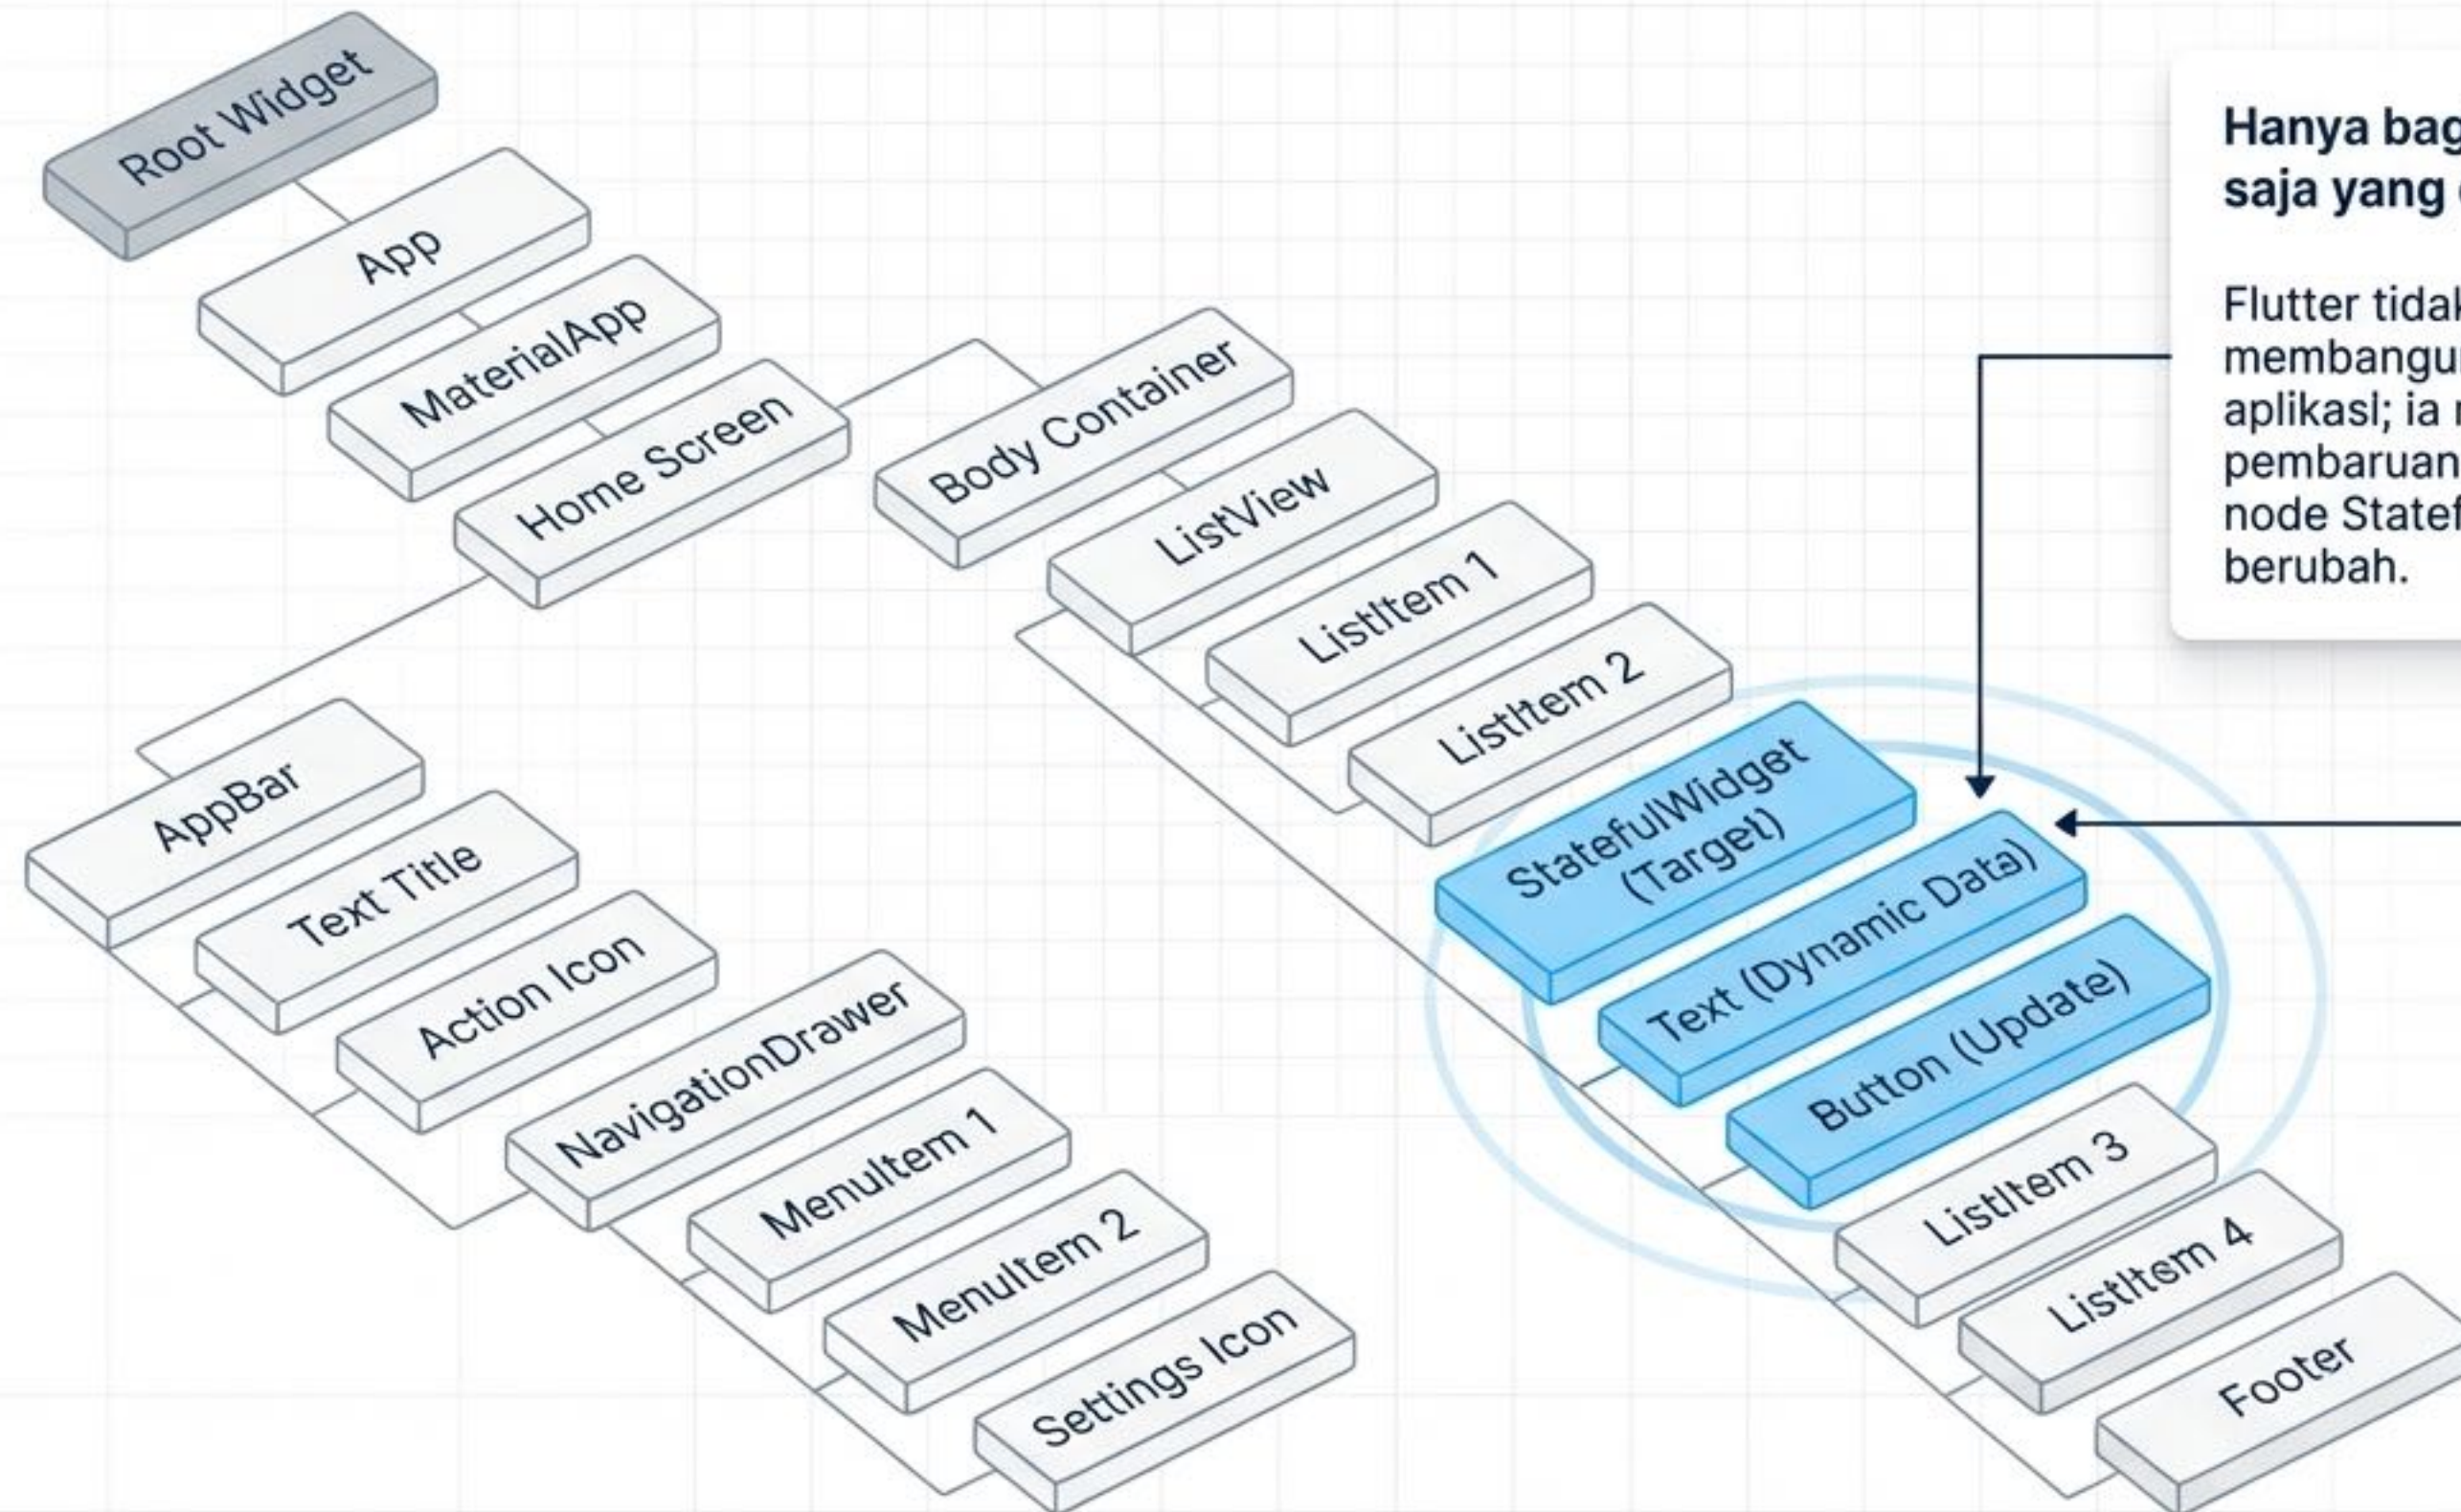 Root Widget
App
MaterialApp
Home Screen
AppBar
Text Title
Action Icon
NavigationDrawer
MenuItem 1
MenuItem 2
Settings Icon
Body Container
ListView
ListItem 1
ListItem 2
StatefulWidget
(Target)
Text (Dynamic Data)
Button (Update)
ListItem 3
ListItem 4
Footer
Hanya bag
saja yang
Flutter tidak
membangu
aplikasI; ia
pembaruan
node Statef
berubah.